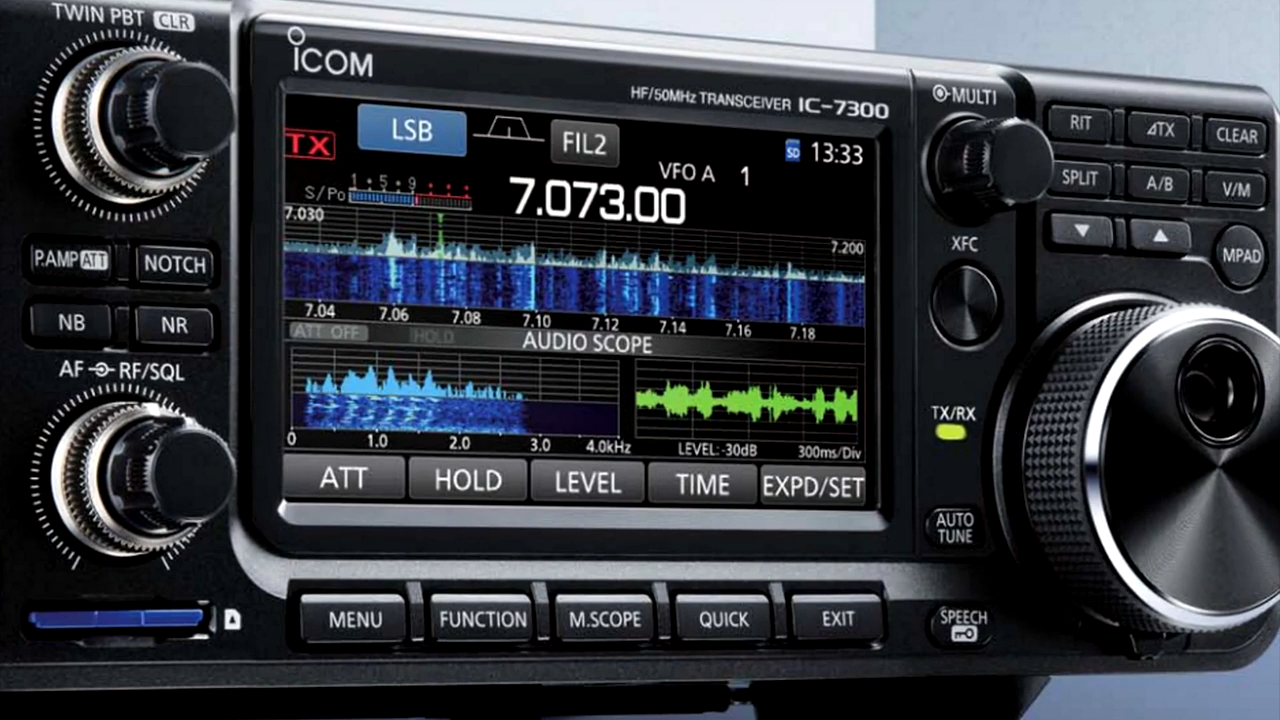 TWIN PBT CLR
ICOM
HF/50MHz TRANSCEIVER IC-7300
MULTI
RIT ⊿TX CLEAR
SPLIT A/B V/M
▼ ▲ MPAD
XFC
TX LSB FIL2 SD 13:33
VFO A 1
S/Po 1 • 5 • 9
7.073.00
7.030 7.200
7.04 7.06 7.08 7.10 7.12 7.14 7.16 7.18
ATT OFF HOLD AUDIO SCOPE
0 1.0 2.0 3.0 4.0kHz LEVEL:-30dB 300ms/Div
ATT HOLD LEVEL TIME EXPD/SET
P.AMP ATT NOTCH
NB NR
AF RF/SQL
TX/RX
AUTO
TUNE
MENU FUNCTION M.SCOPE QUICK EXIT
SPEECH